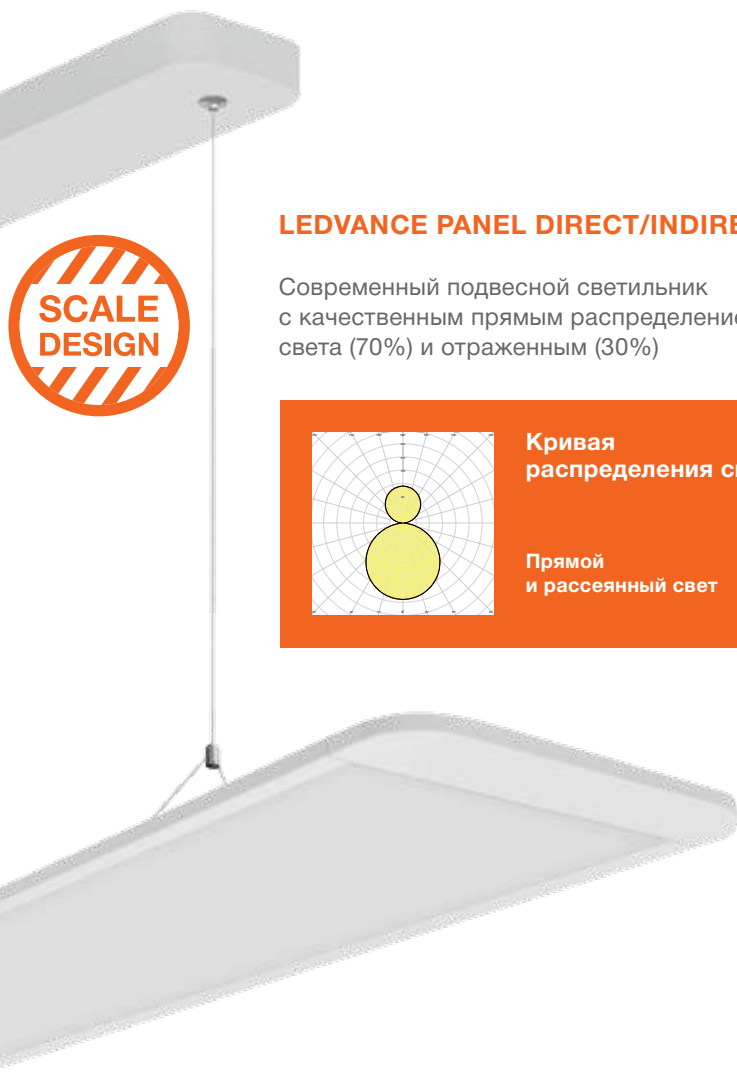 SCALE
DESIGN
LEDVANCE PANEL DIRECT/INDIRE
Современный подвесной светильник
с качественным прямым распределение
света (70%) и отраженным (30%)
Кривая
распределения св
Прямой
и рассеянный свет